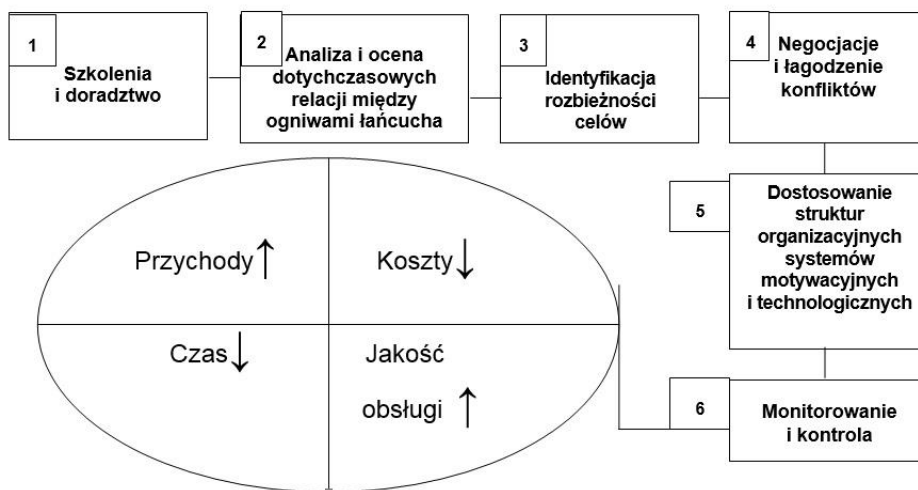 1
Szkolenia
i doradztwo
2
Analiza i ocena
dotychczasowych
relacji między
ogniwami łańcucha
3
Identyfikacja
rozbieżności
celów
4
Negocjacje
i łagodzenie
konfliktów
5
Dostosowanie
struktur
organizacyjnych
systemów
motywacyjnych
i technologicznych
6
Monitorowanie
i kontrola
Przychody ↑
Koszty ↓
Czas ↓
Jakość
obsługi ↑